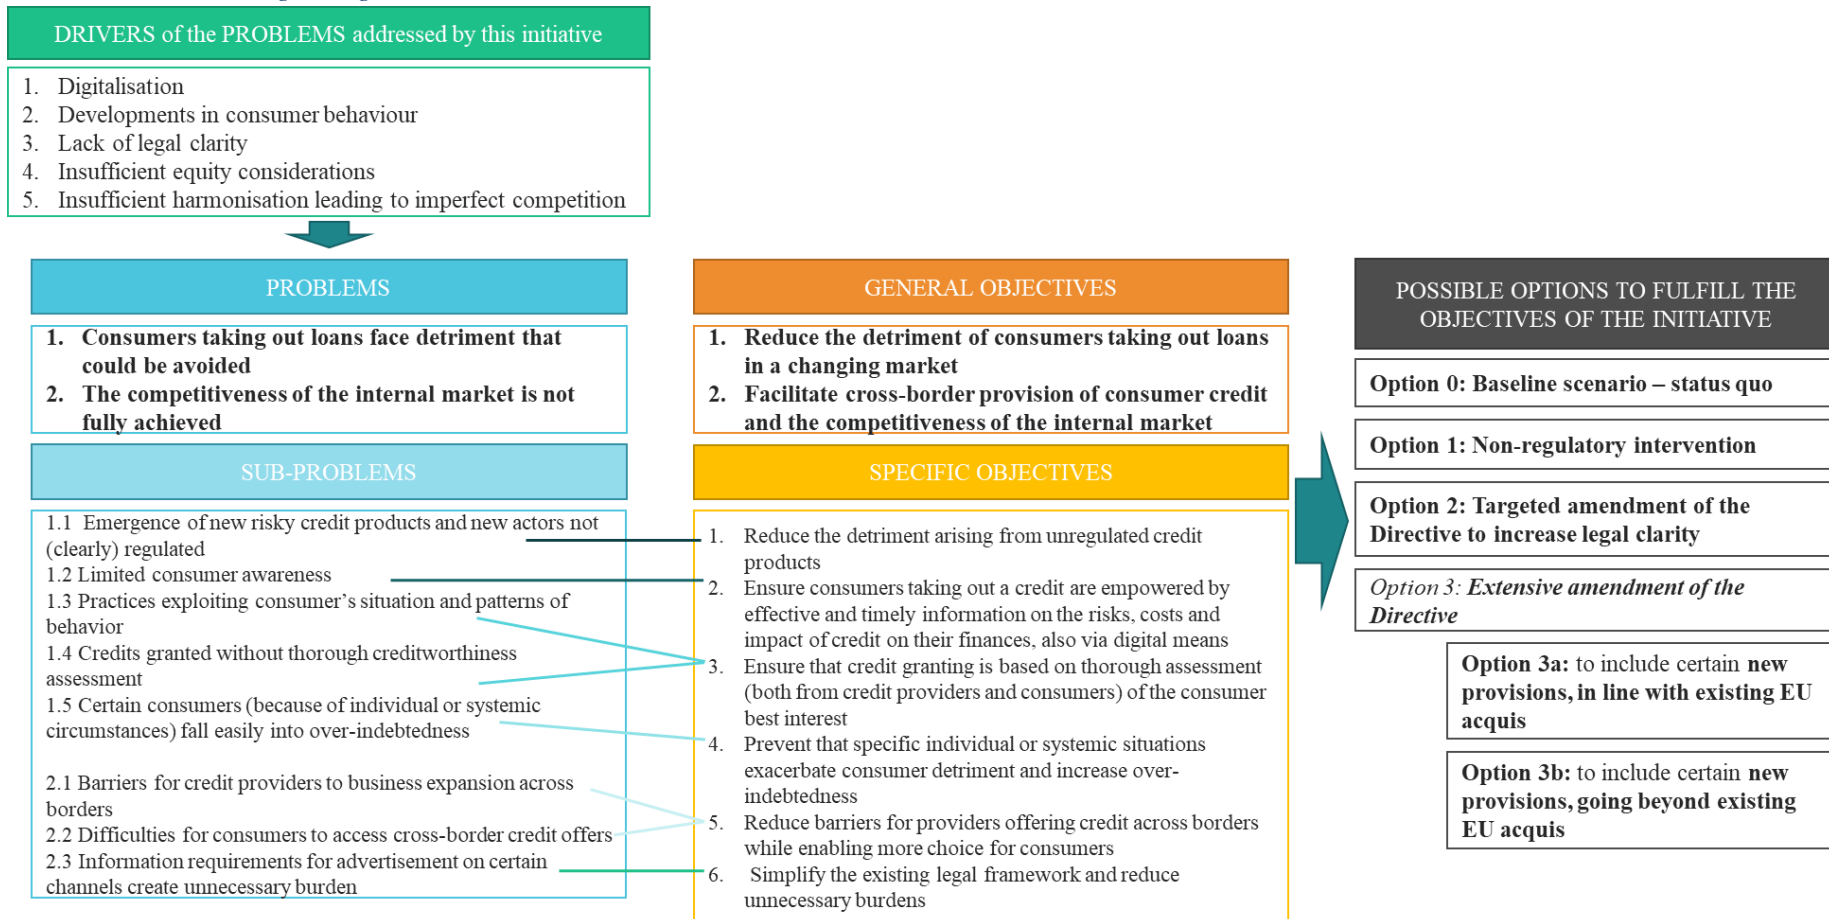 DRIVERS of the PROBLEMS addressed by this initiative
1. Digitalisation
2. Developments in consumer behaviour
3. Lack of legal clarity
4. Insufficient equity considerations
5. Insufficient harmonisation leading to imperfect competition
PROBLEMS
1. Consumers taking out loans face detriment that
could be avoided
2. The competitiveness of the internal market is not
fully achieved
SUB-PROBLEMS
1.1 Emergence of new risky credit products and new actors not
(clearly) regulated
1.2 Limited consumer awareness
1.3 Practices exploiting consumer's situation and patterns of
behavior
1.4 Credits granted without thorough creditworthiness
assessment
1.5 Certain consumers (because of individual or systemic
circumstances) fall easily into over-indebtedness
2.1 Barriers for credit providers to business expansion across
borders
2.2 Difficulties for consumers to access cross-border credit offers
2.3 Information requirements for advertisement on certain
channels create unnecessary burden
GENERAL OBJECTIVES
1. Reduce the detriment of consumers taking out loans
in a changing market
2. Facilitate cross-border provision of consumer credit
and the competitiveness of the internal market
SPECIFIC OBJECTIVES
1. Reduce the detriment arising from unregulated credit
products
2. Ensure consumers taking out a credit are empowered by
effective and timely information on the risks, costs and
impact of credit on their finances, also via digital means
3. Ensure that credit granting is based on thorough assessment
(both from credit providers and consumers) of the consumer
best interest
4. Prevent that specific individual or systemic situations
exacerbate consumer detriment and increase over-
indebtedness
5. Reduce barriers for providers offering credit across borders
while enabling more choice for consumers
6. Simplify the existing legal framework and reduce
unnecessary burdens
POSSIBLE OPTIONS TO FULFILL THE
OBJECTIVES OF THE INITIATIVE
Option 0: Baseline scenario – status quo
Option 1: Non-regulatory intervention
Option 2: Targeted amendment of the
Directive to increase legal clarity
Option 3: Extensive amendment of the
Directive
Option 3a: to include certain new
provisions, in line with existing EU
acquis
Option 3b: to include certain new
provisions, going beyond existing
EU acquis